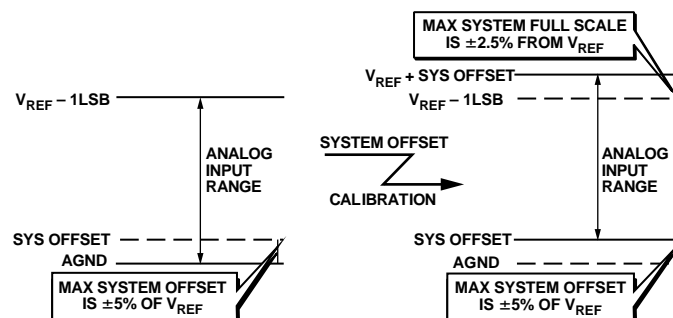 MAX SYSTEM FULL SCALE
IS ±2.5% FROM VREF
VREF + SYS OFFSET
VREF – 1LSB
VREF – 1LSB
SYSTEM OFFSET
CALIBRATION
ANALOG
INPUT
RANGE
ANALOG
INPUT
RANGE
SYS OFFSET
AGND
SYS OFFSET
AGND
MAX SYSTEM OFFSET
IS ±5% OF VREF
MAX SYSTEM OFFSET
IS ±5% OF VREF